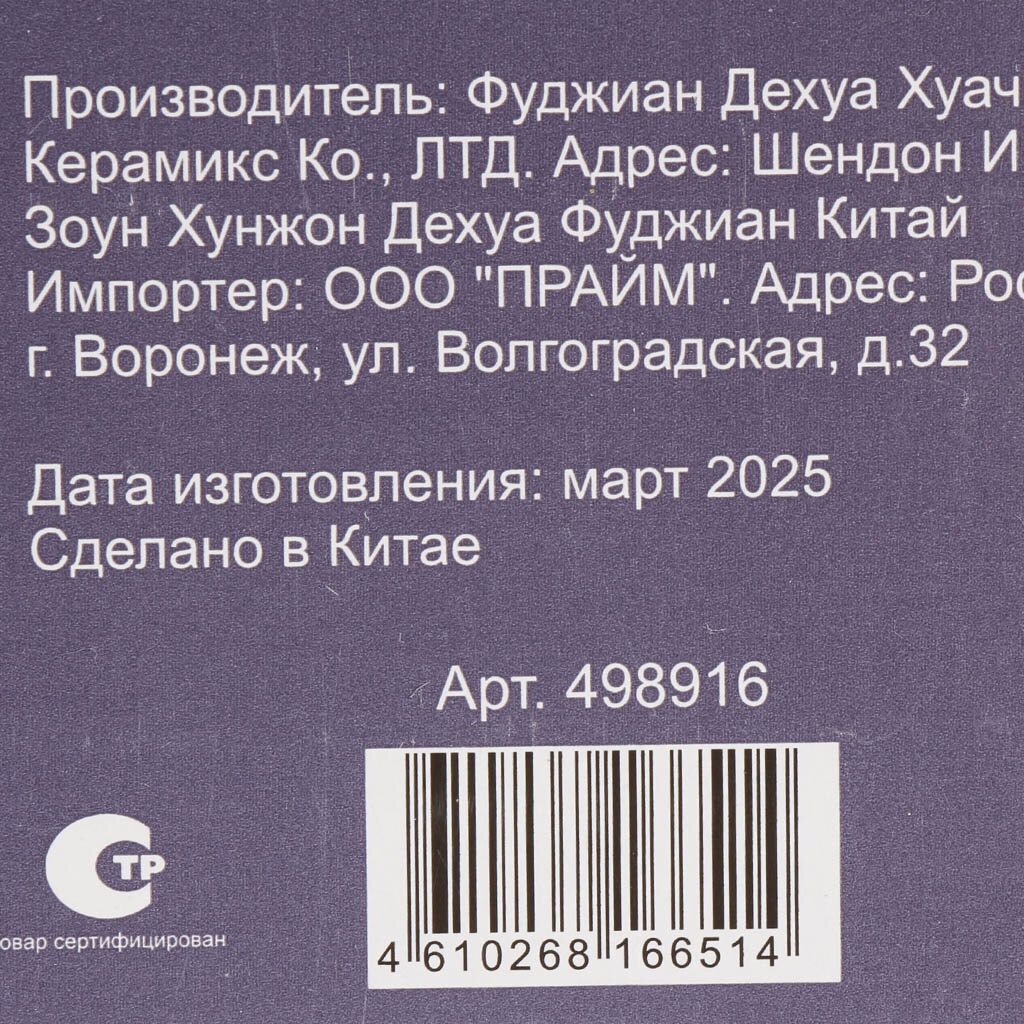 Производитель: Фуджиан Дехуа Хуач
Керамикс Ко., ЛТД. Адрес: Шендон И
Зоун Хунжон Дехуа Фуджиан Китай
Импортер: ООО "ПРАЙМ". Адрес: Рос
г. Воронеж, ул. Волгоградская, д.32
Дата изготовления: март 2025
Сделано в Китае
Арт. 498916
4 610268 166514
СТР
овар сертифицирован